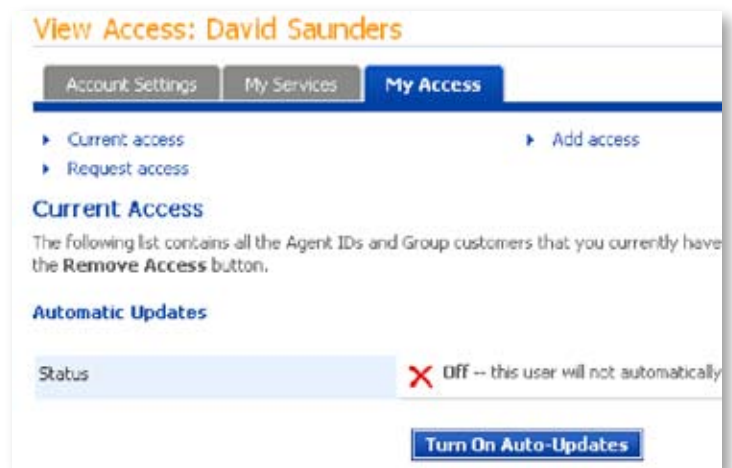 View Access: David Saunders
Account Settings My Services My Access
Current access Add access
Request access
Current Access
The following list contains all the Agent IDs and Group customers that you currently have
the Remove Access button.
Automatic Updates
Status Off -- this user will not automatically
Turn On Auto-Updates